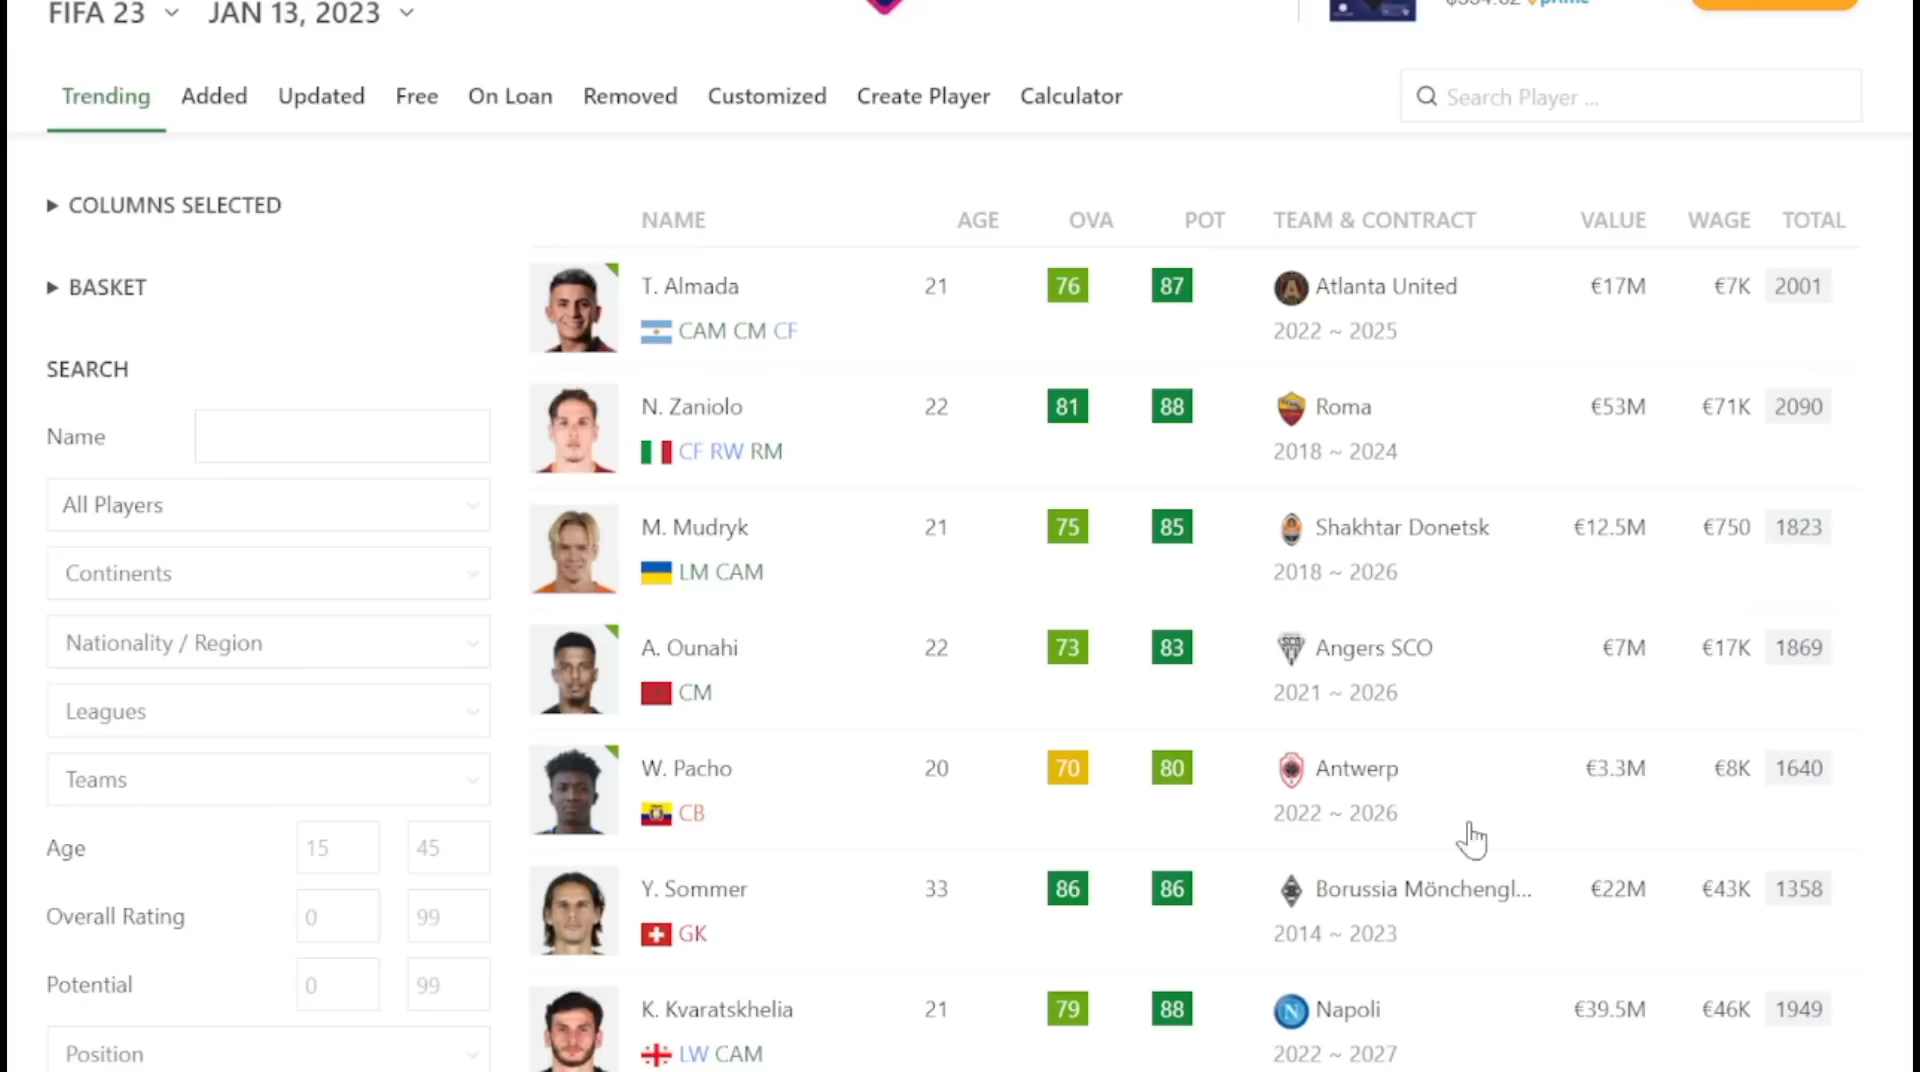 FIFA 23 JAN 13, 2023
prime
Trending Added Updated Free On Loan Removed Customized Create Player Calculator Search Player ...
COLUMNS SELECTED
BASKET
SEARCH
Name
All Players
Continents
Nationality / Region
Leagues
Teams
Age 15 45
Overall Rating 0 99
Potential 0 99
Position
NAME AGE OVA POT TEAM & CONTRACT VALUE WAGE TOTAL
T. Almada 21 76 87 Atlanta United €17M €7K 2001
CAM CM CF 2022 ~ 2025
N. Zaniolo 22 81 88 Roma €53M €71K 2090
CF RW RM 2018 ~ 2024
M. Mudryk 21 75 85 Shakhtar Donetsk €12.5M €750 1823
LM CAM 2018 ~ 2026
A. Ounahi 22 73 83 Angers SCO €7M €17K 1869
CM 2021 ~ 2026
W. Pacho 20 70 80 Antwerp €3.3M €8K 1640
CB 2022 ~ 2026
Y. Sommer 33 86 86 Borussia Mönchengl... €22M €43K 1358
GK 2014 ~ 2023
K. Kvaratskhelia 21 79 88 Napoli €39.5M €46K 1949
LW CAM 2022 ~ 2027